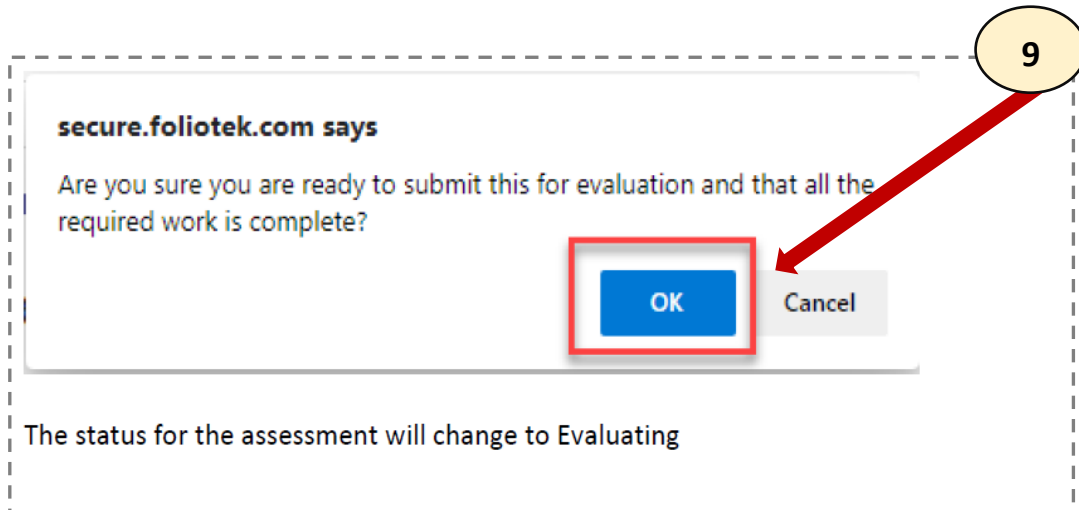 9
secure.foliotek.com says
Are you sure you are ready to submit this for evaluation and that all the
required work is complete?
OK
Cancel
The status for the assessment will change to Evaluating